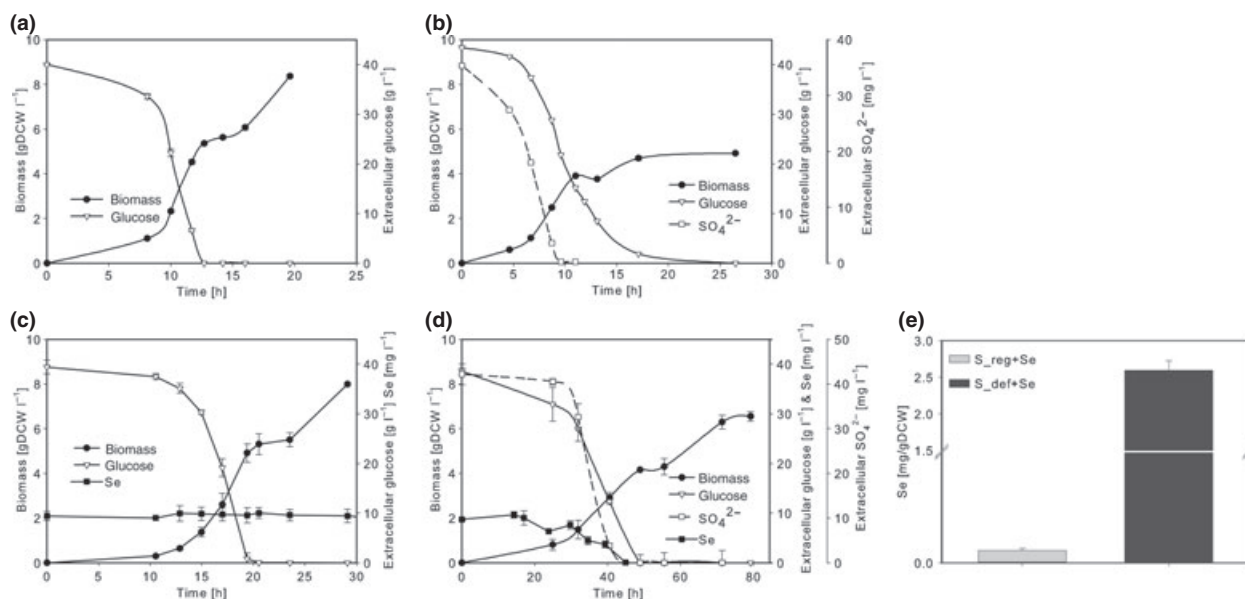 (a)
10
8
6
4
2
0
Biomass [gDCW l⁻¹]
Biomass
Glucose
40
30
20
10
0
Extracellular glucose [g l⁻¹]
0 5 10 15 20 25
Time [h]
(b)
10
8
6
4
2
0
Biomass [gDCW l⁻¹]
Biomass
Glucose
SO₄²⁻
40
30
20
10
0
Extracellular glucose [g l⁻¹]
40
30
20
10
0
Extracellular SO₄²⁻ [mg l⁻¹]
0 5 10 15 20 25 30
Time [h]
(c)
10
8
6
4
2
0
Biomass [gDCW l⁻¹]
Biomass
Glucose
Se
40
30
20
10
0
Extracellular glucose [g l⁻¹] Se [mg l⁻¹]
0 5 10 15 20 25 30
Time [h]
(d)
10
8
6
4
2
0
Biomass [gDCW l⁻¹]
Biomass
Glucose
SO₄²⁻
Se
40
30
20
10
0
Extracellular glucose [g l⁻¹] & Se [mg l⁻¹]
50
40
30
20
10
0
Extracellular SO₄²⁻ [mg l⁻¹]
0 20 40 60 80
Time [h]
(e)
3.0
2.5
2.0
1.5
0.0
Se [mg/gDCW]
S_reg+Se
S_def+Se